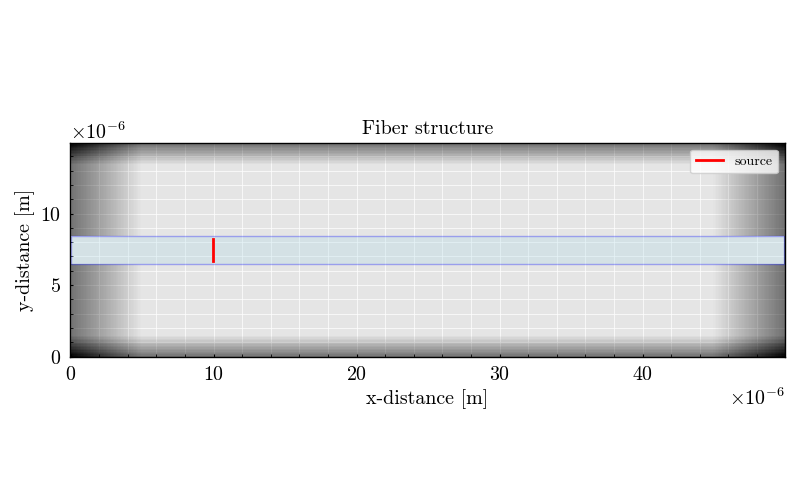 Fiber structure
×10⁻⁶
source
y-distance [m]
10
5
0
0 10 20 30 40
x-distance [m]
×10⁻⁶